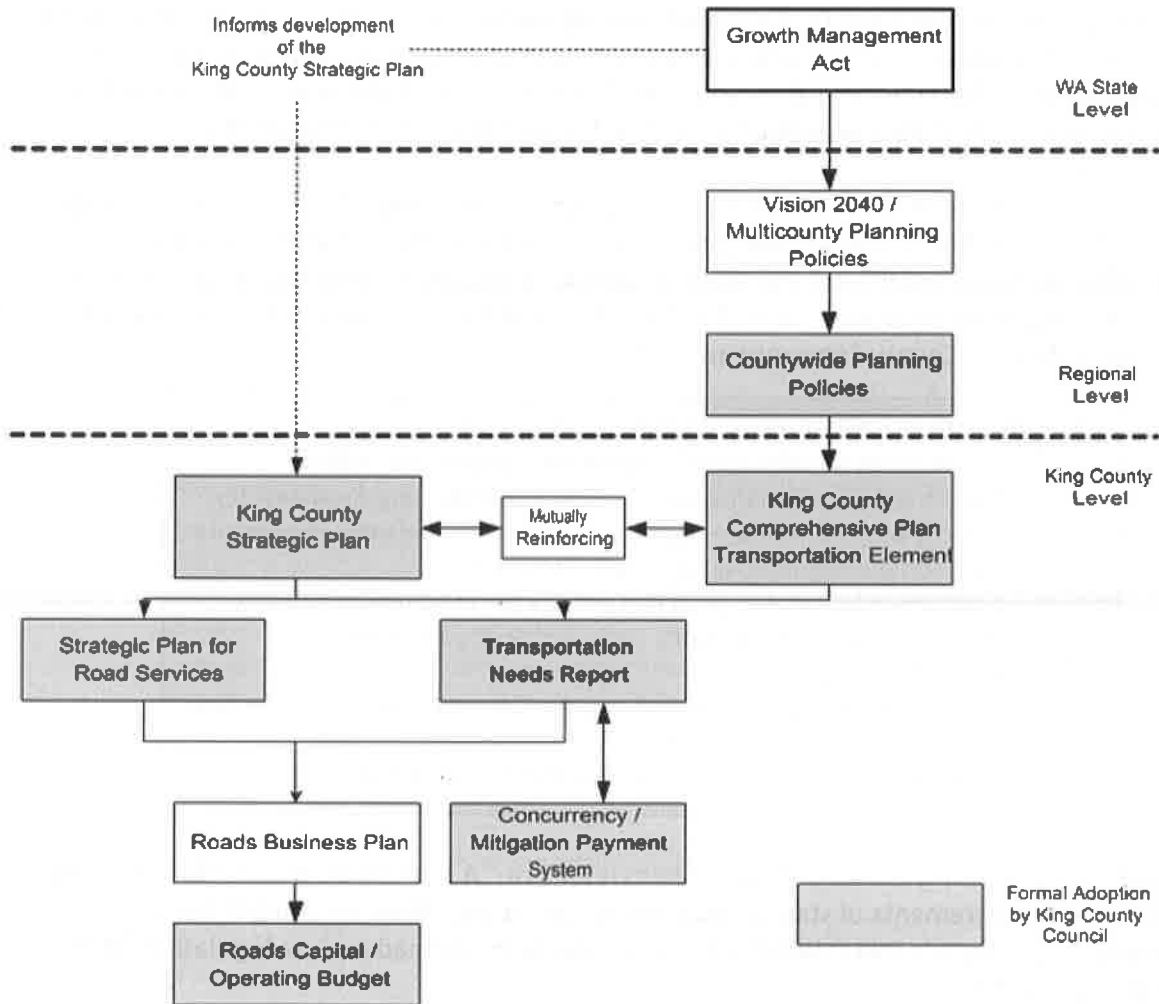 Informs development
of the
King County Strategic Plan
Growth Management
Act
WA State
Level
Vision 2040 /
Multicounty Planning
Policies
Countywide Planning
Policies
Regional
Level
King County
Level
King County
Strategic Plan
Mutually
Reinforcing
King County
Comprehensive Plan
Transportation Element
Strategic Plan for
Road Services
Transportation
Needs Report
Roads Business Plan
Concurrency /
Mitigation Payment
System
Roads Capital /
Operating Budget
Formal Adoption
by King County
Council